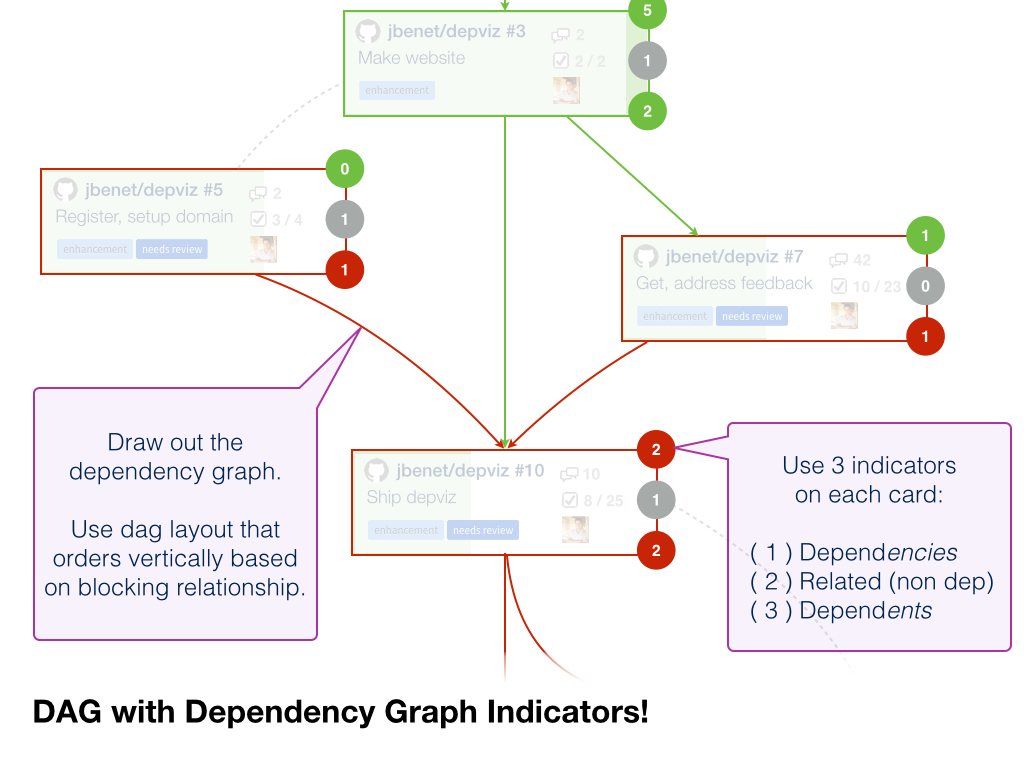 5
jbenet/depviz #3
2
Make website
2 / 2
1
enhancement
2
0
jbenet/depviz #5
2
Register, setup domain
3 / 4
1
enhancement
needs review
1
1
jbenet/depviz #7
42
Get, address feedback
10 / 23
0
enhancement
needs review
1
Draw out the
dependency graph.
Use dag layout that
orders vertically based
on blocking relationship.
2
jbenet/depviz #10
10
Ship depviz
8 / 25
1
enhancement
needs review
2
Use 3 indicators
on each card:
( 1 ) Dependencies
( 2 ) Related (non dep)
( 3 ) Dependents
DAG with Dependency Graph Indicators!